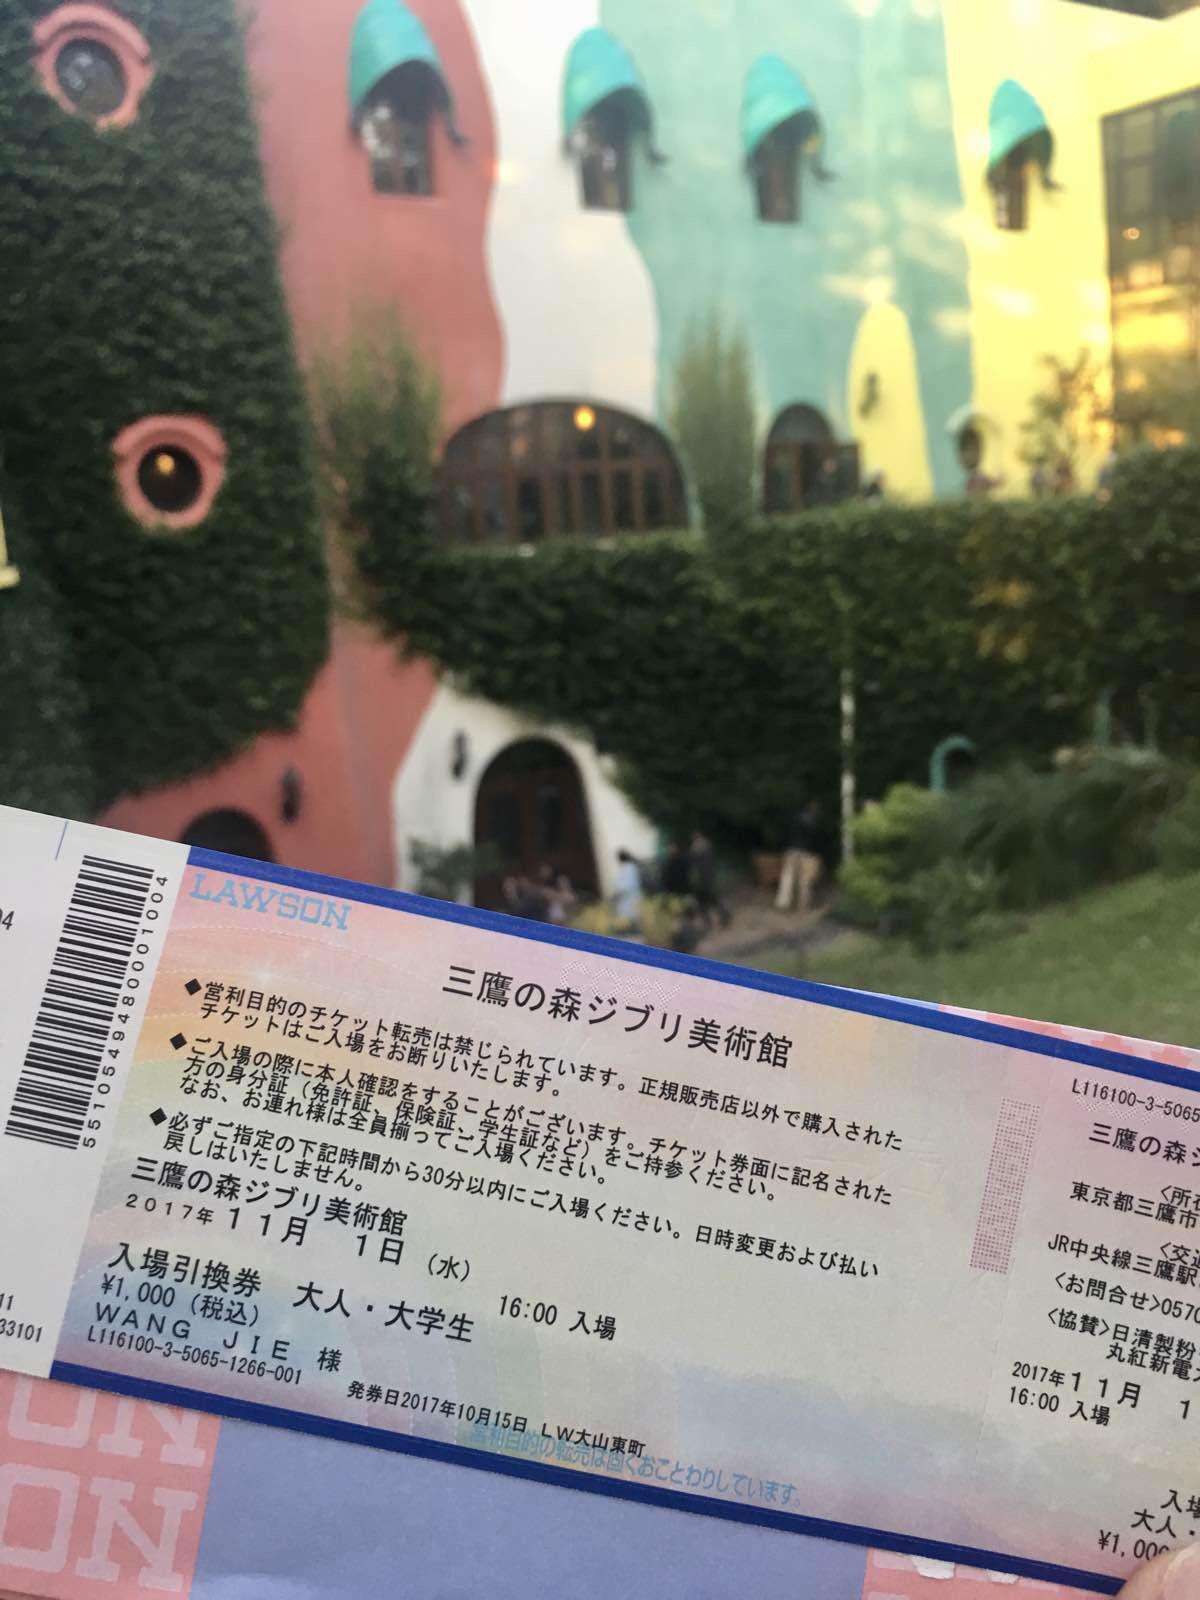 LAWSON
三鷹の森ジブリ美術館
◆営利目的のチケット転売は禁じられています。正規販売店以外で購入された
チケットはご入場をお断りいたします。
◆ご入場の際に本人確認をすることがございます。チケット券面に記名された
方の身分証（免許証、保険証、学生証など）をご持参ください。
なお、お連れ様は全員揃ってご入場ください。
◆必ずご指定の下記時間から30分以内にご入場ください。日時変更および払い
戻しはいたしません。
三鷹の森ジブリ美術館
2017年11月 1日（水）
16:00 入場
入場引換券 大人・大学生
¥1,000（税込）
WANG JIE 様
L116100-3-5065-1266-001
発券日2017年10月15日 LW大山東町
営利目的の転売は固くおことわりしています。
5510549480001004
33101
L116100-3-5065
三鷹の森
東京都三鷹市
JR中央線三鷹駅
<お問合せ>0570
<協賛>日清製粉
丸紅新電
2017年11月 1
16:00 入場
入場
大人・
¥1,000